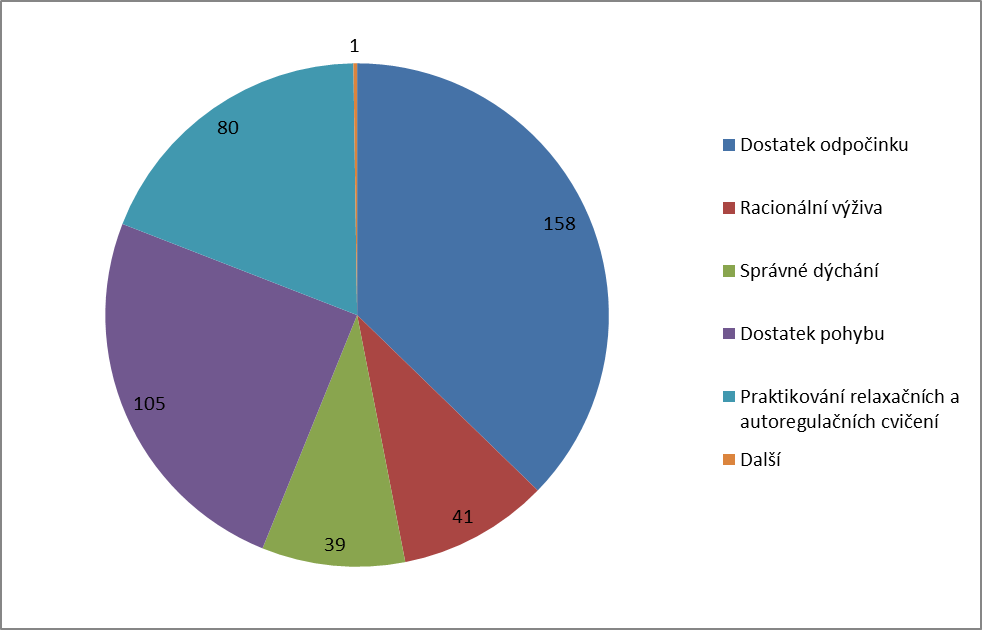 1
80
158
105
41
39
Dostatek odpočinku
Racionální výživa
Správné dýchání
Dostatek pohybu
Praktikování relaxačních a
autoregulačních cvičení
Další